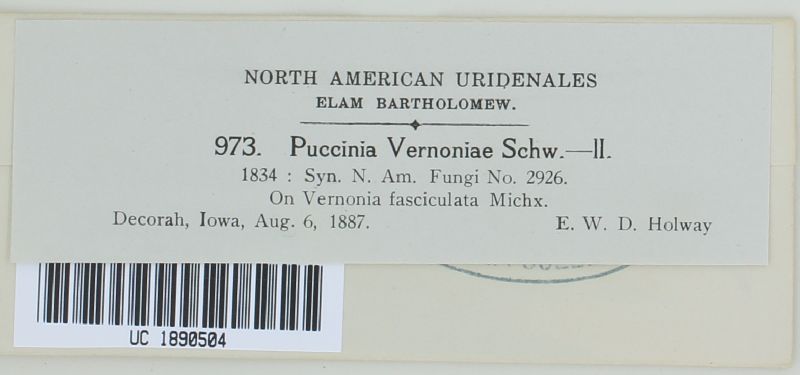 NORTH AMERICAN URIDENALES
ELAM BARTHOLOMEW.
973. Puccinia Vernoniae Schw.—II.
1834 : Syn. N. Am. Fungi No. 2926.
On Vernonia fasciculata Michx.
Decorah, Iowa, Aug. 6, 1887. E. W. D. Holway
UC 1890504